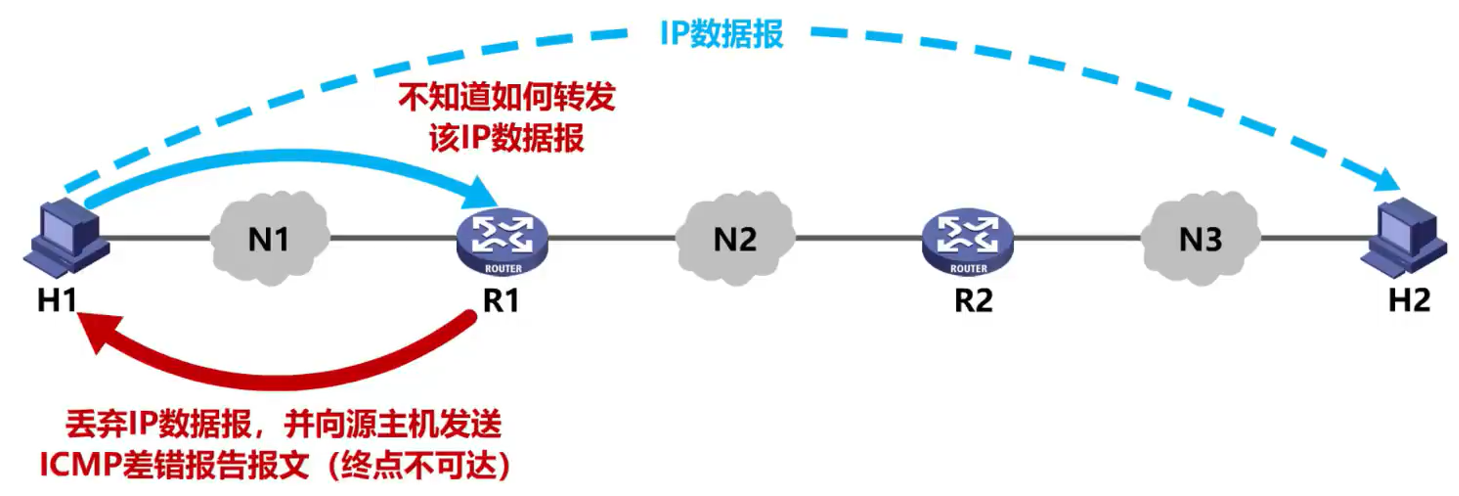 IP数据报
不知道如何转发
该IP数据报
N1
N2
N3
ROUTER
ROUTER
H1
R1
R2
H2
丢弃IP数据报，并向源主机发送
ICMP差错报告报文（终点不可达）